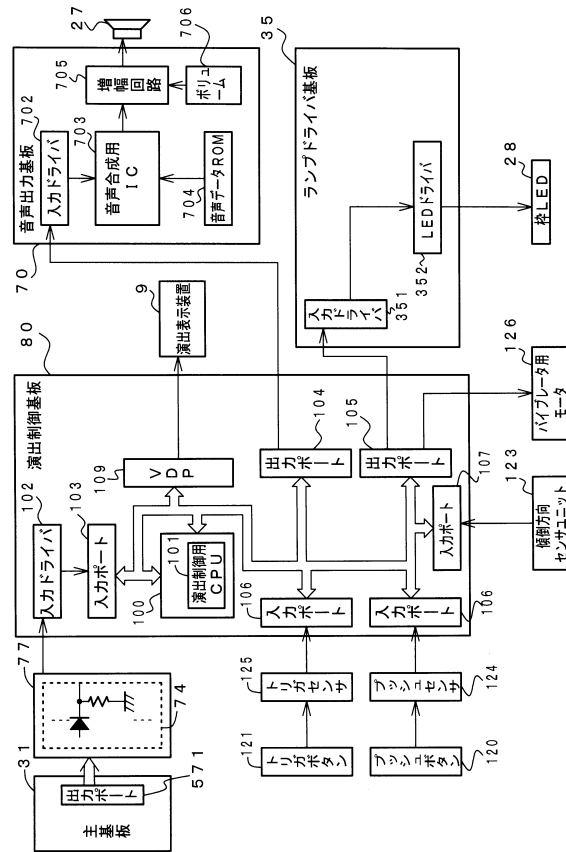 31
主基板
出力ポート
571
77
74
演出制御基板
80
102
入力ドライバ
103
入力ポート
109
VDP
9
演出表示装置
100
101
演出制御用
CPU
104
出力ポート
105
出力ポート
106
入力ポート
入力ポート
106
107
入力ポート
125
トリガセンサ
121
トリガボタン
プッシュセンサ
124
プッシュボタン
120
123
傾倒方向
センサユニット
126
バイブレータ用
モータ
70
音声出力基板
702
入力ドライバ
703
音声合成用
IC
704
音声データROM
705
増幅
回路
706
ボリュ
ーム
27
35
ランプドライバ基板
入力ドライバ
351
LEDドライバ
352
28
枠LED